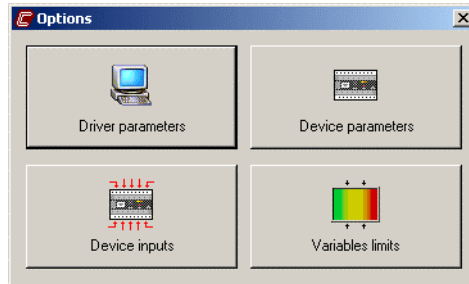 Options
Driver parameters
Device parameters
Device inputs
Variables limits